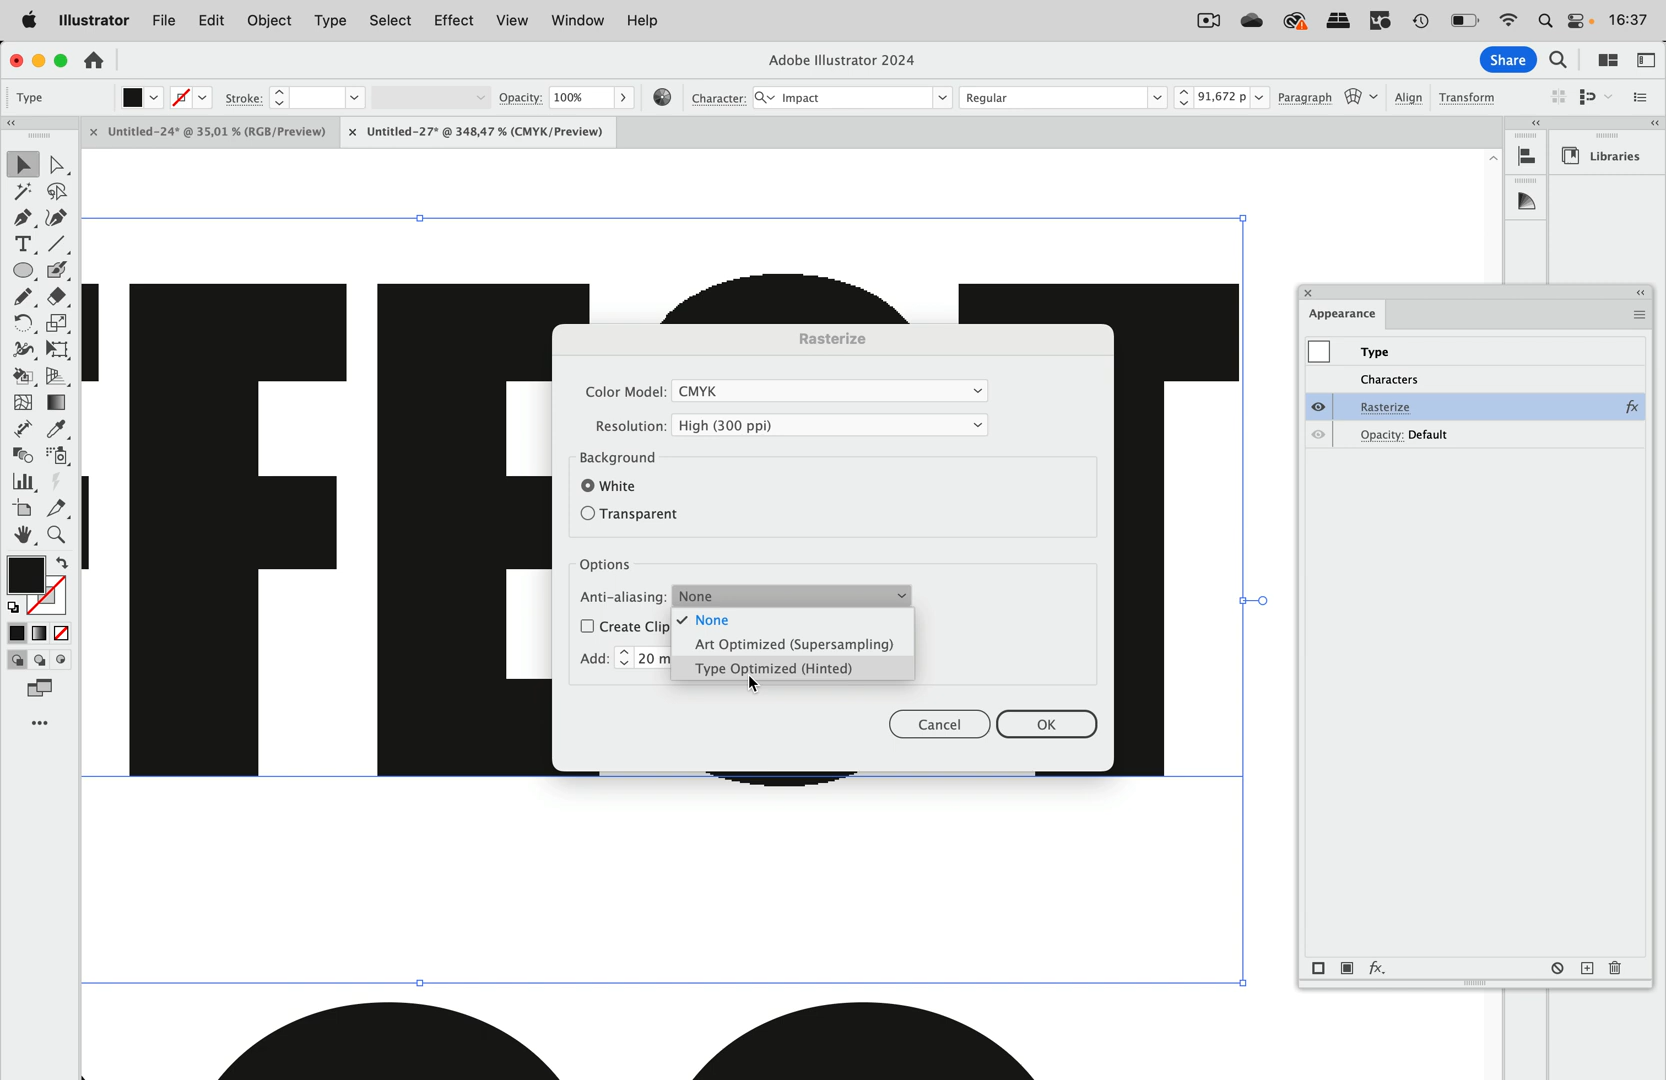 Illustrator File Edit Object Type Select Effect View Window Help 16:37
Adobe Illustrator 2024 Share
Type Stroke: Opacity: 100% Character: Impact Regular 91,672 p Paragraph Align Transform
Untitled-24* @ 35,01 % (RGB/Preview) Untitled-27* @ 348,47 % (CMYK/Preview)
Libraries
FFE T
Rasterize
Color Model: CMYK
Resolution: High (300 ppi)
Background
White
Transparent
Options
Anti-aliasing: None
None
Create Clip
Art Optimized (Supersampling)
Add: 20 m
Type Optimized (Hinted)
Cancel OK
Appearance
Type
Characters
Rasterize fx
Opacity: Default
fx.